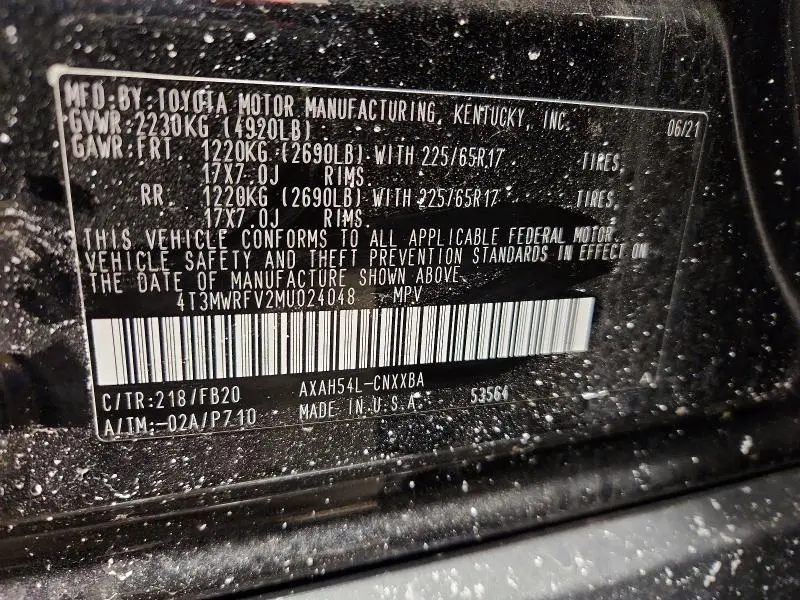 MFD.BY:TOYOTA MOTOR MANUFACTURING, KENTUCKY, INC. 06/21
GVWR:2230KG (4920LB)
GAWR:FRT. 1220KG (2690LB) WITH 225/65R17 TIRES,
17X7.0J RIMS.
RR. 1220KG (2690LB) WITH 225/65R17 TIRES,
17X7.0J RIMS.
THIS VEHICLE CONFORMS TO ALL APPLICABLE FEDERAL MOTOR
VEHICLE SAFETY AND THEFT PREVENTION STANDARDS IN EFFECT ON
THE DATE OF MANUFACTURE SHOWN ABOVE.
4T3MWRFV2MU024048 MPV
C/TR:218/FB20 AXAH54L-CNXXBA A
A/TM:-02A/P710 MADE IN U.S.A. 53564